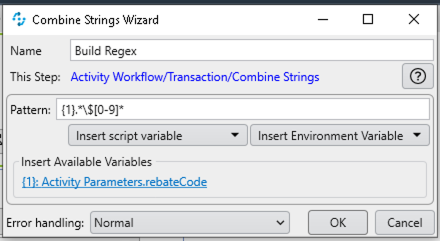 Combine Strings Wizard
Name Build Regex
This Step: Activity Workflow/Transaction/Combine Strings
Pattern: {1}.*\$[0-9]*
Insert script variable Insert Environment Variable
Insert Available Variables
{1}: Activity Parameters.rebateCode
Error handling: Normal OK Cancel